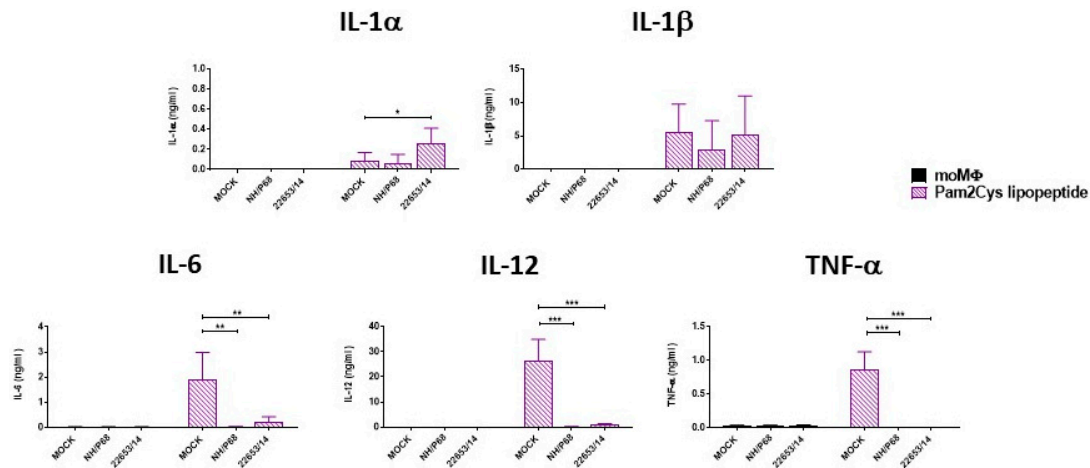 IL-1α
IL-1β
IL-1α (ng/ml)
1.0
0.8
0.6
0.4
0.2
0.0
*
MOCK
NH/P68
22653/14
MOCK
NH/P68
22653/14
IL-1β (ng/ml)
15
10
5
0
MOCK
NH/P68
22653/14
MOCK
NH/P68
22653/14
moMΦ
Pam2Cys lipopeptide
IL-6
IL-12
TNF-α
IL-6 (ng/ml)
4
3
2
1
0
**
**
MOCK
NH/P68
22653/14
MOCK
NH/P68
22653/14
IL-12 (ng/ml)
40
30
20
10
0
***
***
MOCK
NH/P68
22653/14
MOCK
NH/P68
22653/14
TNF-α (ng/ml)
1.5
1.0
0.5
0.0
***
***
MOCK
NH/P68
22653/14
MOCK
NH/P68
22653/14